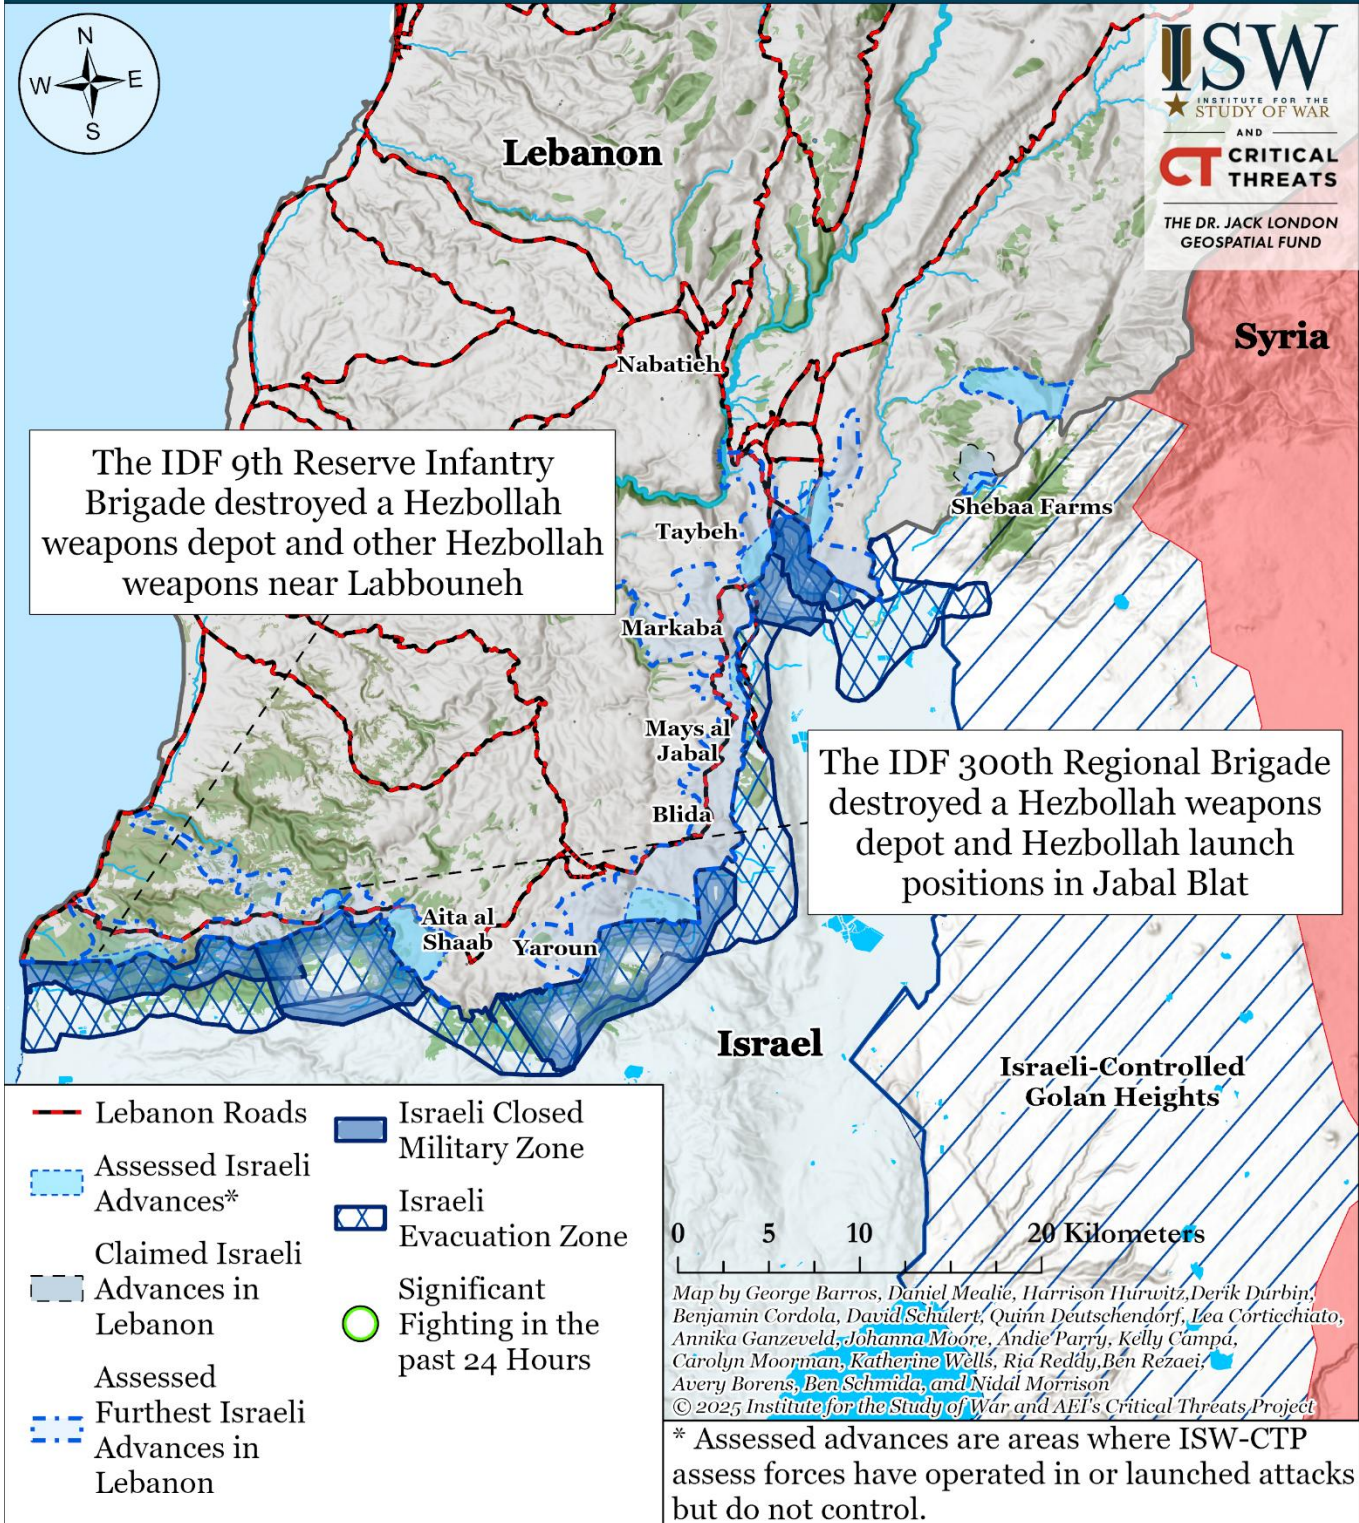 N
W
E
S
ISW
INSTITUTE FOR THE
STUDY OF WAR
AND
CT CRITICAL
THREATS
THE DR. JACK LONDON
GEOSPATIAL FUND
Lebanon
Syria
Nabatieh
The IDF 9th Reserve Infantry
Brigade destroyed a Hezbollah
weapons depot and other Hezbollah
weapons near Labbouneh
Shebaa Farms
Taybeh
Markaba
Mays al
Jabal
Blida
The IDF 300th Regional Brigade
destroyed a Hezbollah weapons
depot and Hezbollah launch
positions in Jabal Blat
Aita al
Shaab
Yaroun
Israel
Israeli-Controlled
Golan Heights
Lebanon Roads
Assessed Israeli
Advances*
Claimed Israeli
Advances in
Lebanon
Assessed
Furthest Israeli
Advances in
Lebanon
Israeli Closed
Military Zone
Israeli
Evacuation Zone
Significant
Fighting in the
past 24 Hours
0 5 10 20 Kilometers
Map by George Barros, Daniel Mealie, Harrison Hurwitz,Derik Durbin,
Benjamin Cordola, David Schulert, Quinn Deutschendorf, Lea Corticchiato,
Annika Ganzeveld, Johanna Moore, Andie Parry, Kelly Campa,
Carolyn Moorman, Katherine Wells, Ria Reddy,Ben Rezaei,
Avery Borens, Ben Schmida, and Nidal Morrison
© 2025 Institute for the Study of War and AEI's Critical Threats Project
* Assessed advances are areas where ISW-CTP
assess forces have operated in or launched attacks
but do not control.